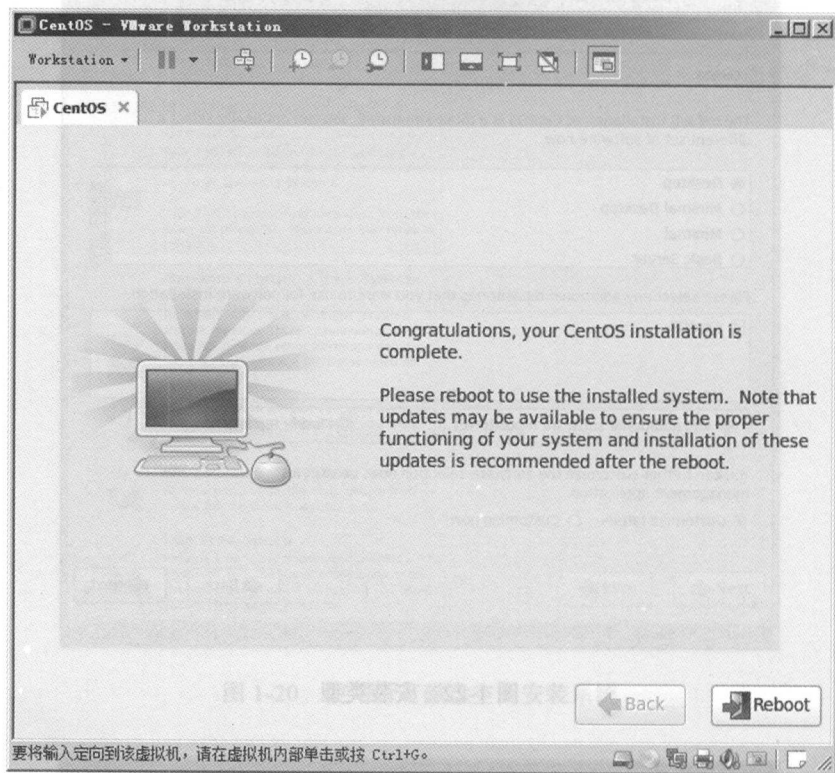 CentOS - VMware Workstation
Workstation
CentOS ×
Congratulations, your CentOS installation is
complete.
Please reboot to use the installed system. Note that
updates may be available to ensure the proper
functioning of your system and installation of these
updates is recommended after the reboot.
图 1-20
Back
Reboot
要将输入定向到该虚拟机，请在虚拟机内部单击或按 Ctrl+G。